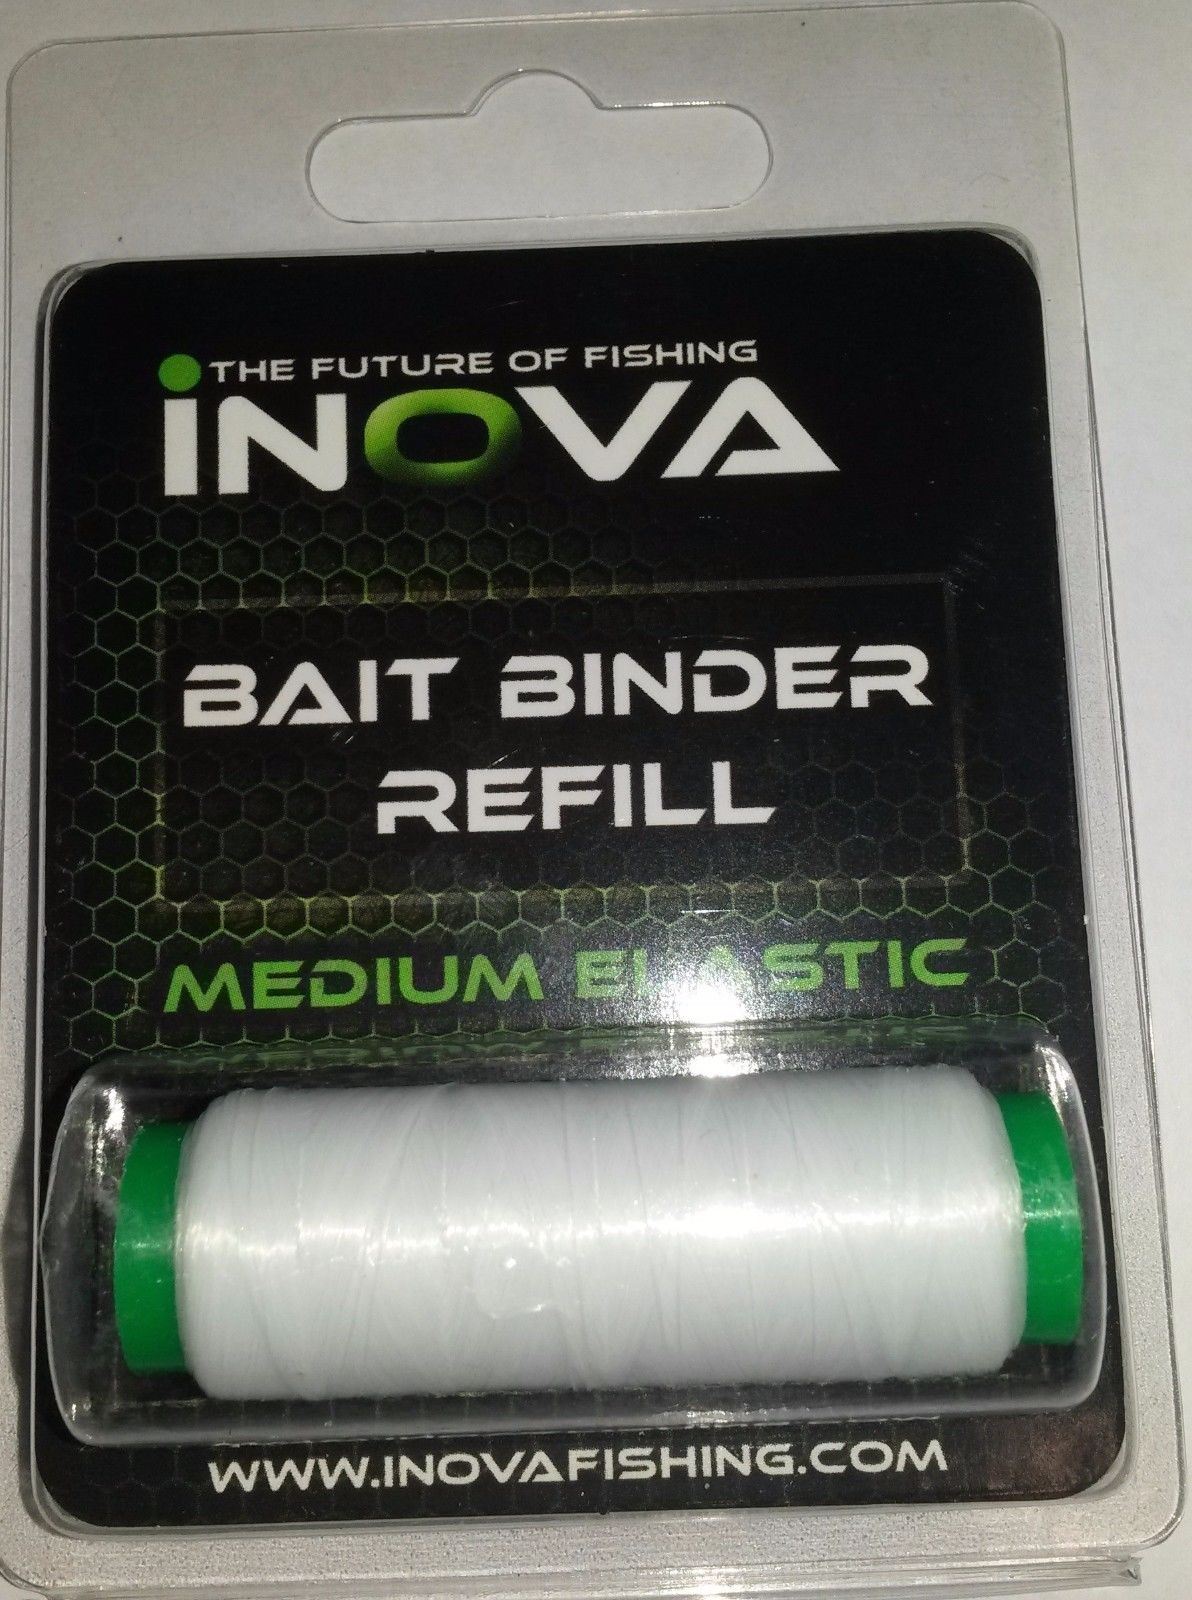 THE FUTURE OF FISHING
iNOVA
BAIT BINDER
REFILL
MEDIUM ELASTIC
WWW.INOVAFISHING.COM